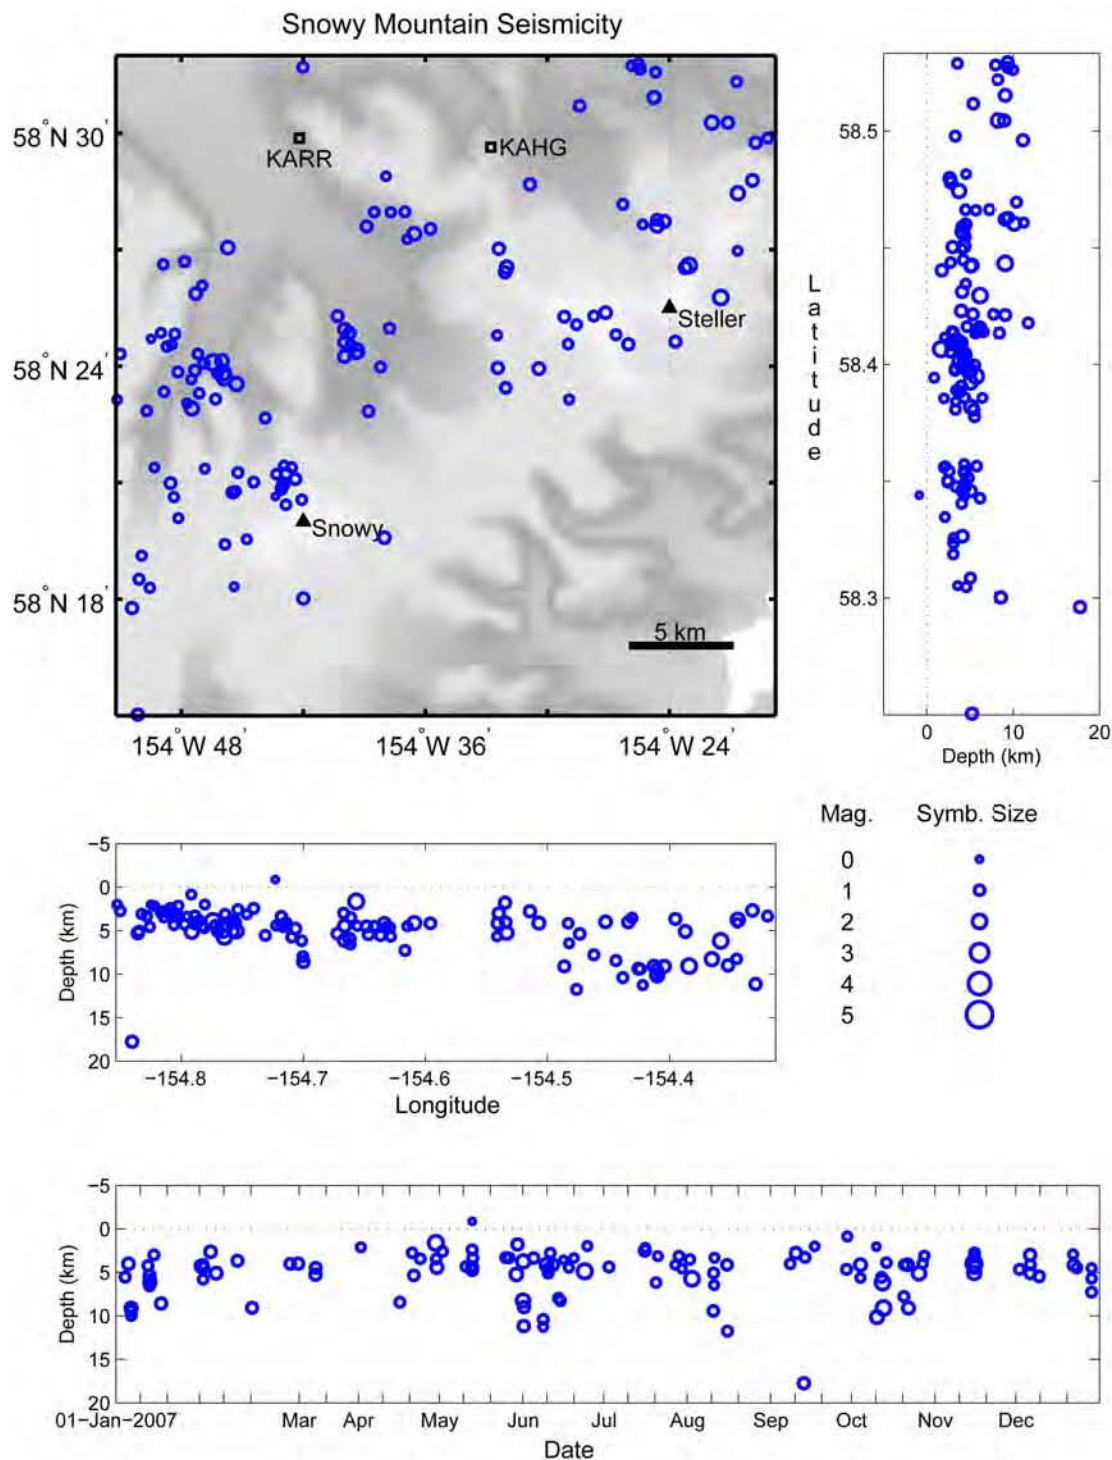 Snowy Mountain Seismicity
58°N 30'
58°N 24'
58°N 18'
KARR
KAHG
Steller
Snowy
5 km
154°W 48'
154°W 36'
154°W 24'
Latitude
58.5
58.4
58.3
0
10
20
Depth (km)
Mag.
Symb. Size
0
1
2
3
4
5
−5
0
5
10
15
20
Depth (km)
−154.8
−154.7
−154.6
−154.5
−154.4
Longitude
−5
0
5
10
15
20
Depth (km)
01-Jan-2007
Mar
Apr
May
Jun
Jul
Aug
Sep
Oct
Nov
Dec
Date